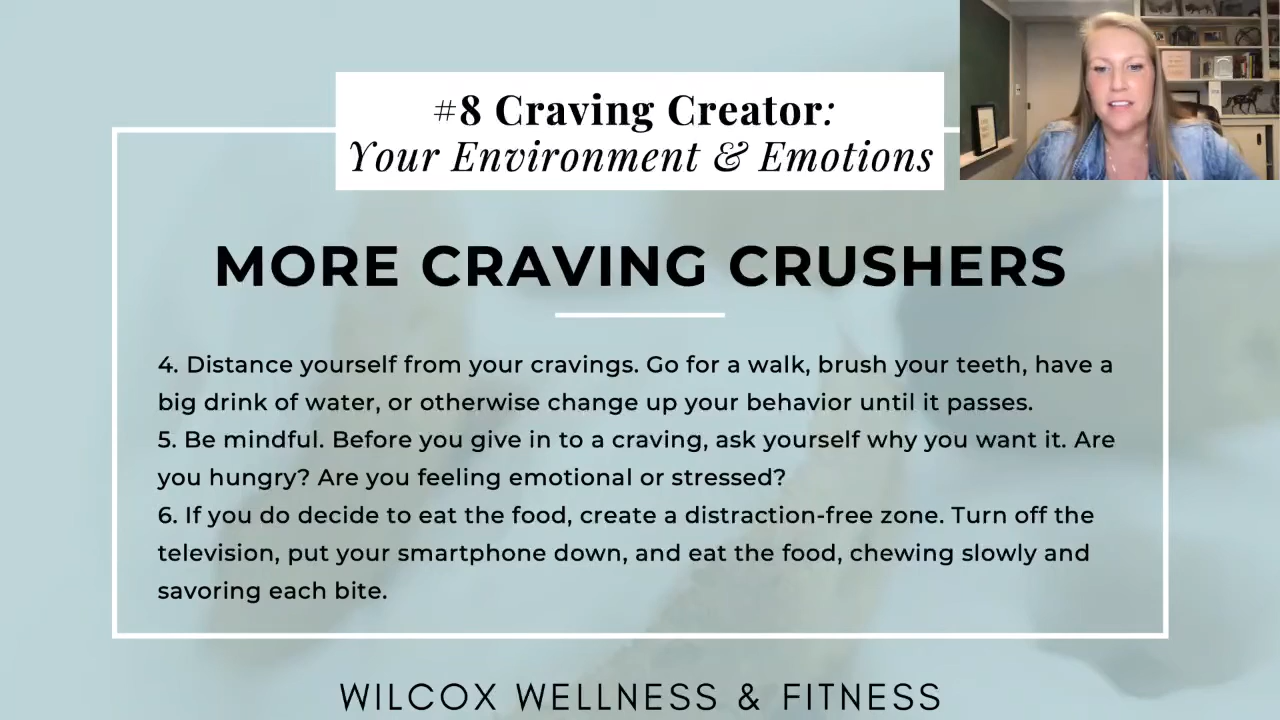 #8 Craving Creator:
Your Environment & Emotions
MORE CRAVING CRUSHERS
4. Distance yourself from your cravings. Go for a walk, brush your teeth, have a
big drink of water, or otherwise change up your behavior until it passes.
5. Be mindful. Before you give in to a craving, ask yourself why you want it. Are
you hungry? Are you feeling emotional or stressed?
6. If you do decide to eat the food, create a distraction-free zone. Turn off the
television, put your smartphone down, and eat the food, chewing slowly and
savoring each bite.
WILCOX WELLNESS & FITNESS